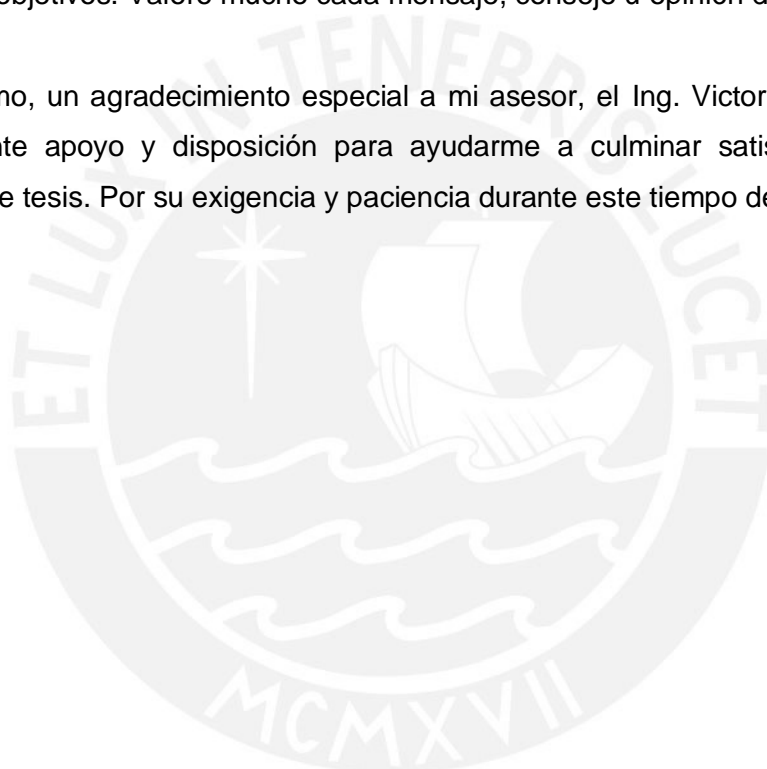 objetivos. Valoro mucho cada mensaje, consejo u opinión
mo, un agradecimiento especial a mi asesor, el Ing. Victor
nte apoyo y disposición para ayudarme a culminar satis
e tesis. Por su exigencia y paciencia durante este tiempo de
ET LUX IN TENEBRIS LUCET
MCMXVII